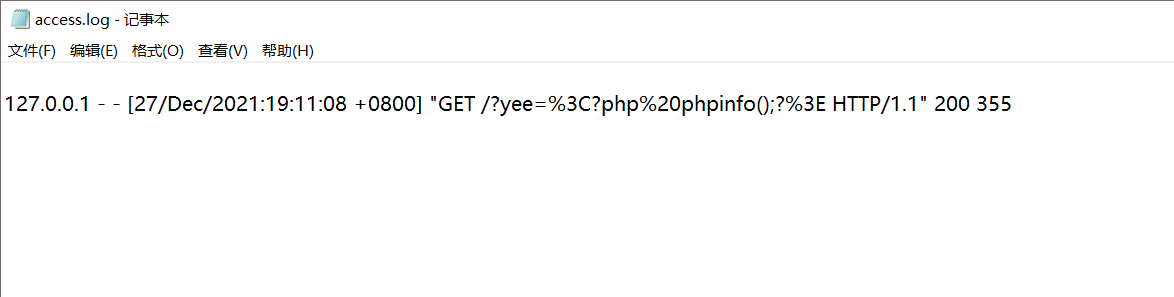 access.log - 记事本
文件(F) 编辑(E) 格式(O) 查看(V) 帮助(H)
127.0.0.1 - - [27/Dec/2021:19:11:08 +0800] "GET /?yee=%3C?php%20phpinfo();?%3E HTTP/1.1" 200 355